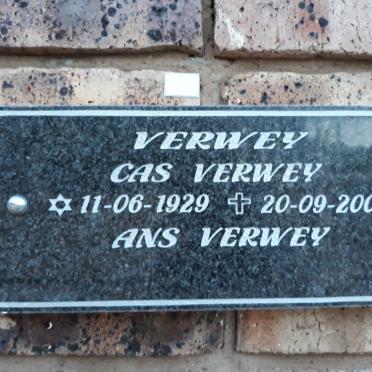 VERWEY
CAS VERWEY
✡ 11-06-1929 ✝ 20-09-200
ANS VERWEY